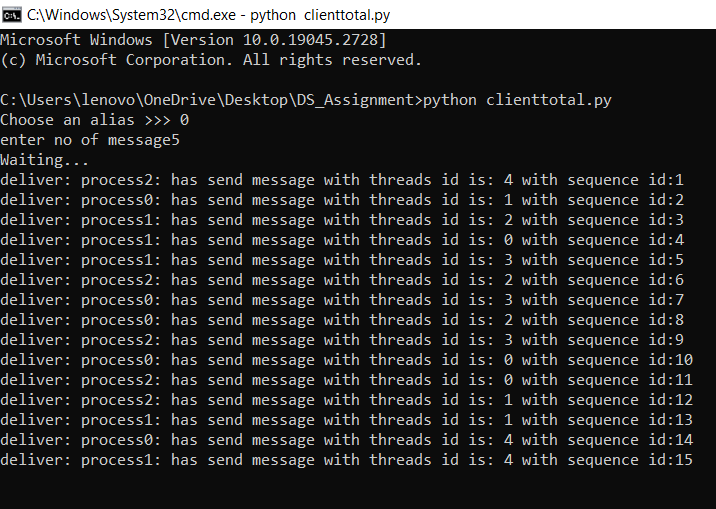 C:\Windows\System32\cmd.exe - python  clienttotal.py
Microsoft Windows [Version 10.0.19045.2728]
(c) Microsoft Corporation. All rights reserved.
C:\Users\lenovo\OneDrive\Desktop\DS_Assignment>python clienttotal.py
Choose an alias >>> 0
enter no of message5
Waiting...
deliver: process2: has send message with threads id is: 4 with sequence id:1
deliver: process0: has send message with threads id is: 1 with sequence id:2
deliver: process1: has send message with threads id is: 2 with sequence id:3
deliver: process1: has send message with threads id is: 0 with sequence id:4
deliver: process1: has send message with threads id is: 3 with sequence id:5
deliver: process2: has send message with threads id is: 2 with sequence id:6
deliver: process0: has send message with threads id is: 3 with sequence id:7
deliver: process0: has send message with threads id is: 2 with sequence id:8
deliver: process2: has send message with threads id is: 3 with sequence id:9
deliver: process0: has send message with threads id is: 0 with sequence id:10
deliver: process2: has send message with threads id is: 0 with sequence id:11
deliver: process2: has send message with threads id is: 1 with sequence id:12
deliver: process1: has send message with threads id is: 1 with sequence id:13
deliver: process0: has send message with threads id is: 4 with sequence id:14
deliver: process1: has send message with threads id is: 4 with sequence id:15